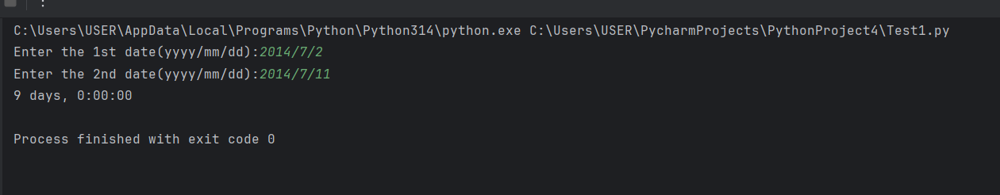 C:\Users\USER\AppData\Local\Programs\Python\Python314\python.exe C:\Users\USER\PycharmProjects\PythonProject4\Test1.py
Enter the 1st date(yyyy/mm/dd):2014/7/2
Enter the 2nd date(yyyy/mm/dd):2014/7/11
9 days, 0:00:00
Process finished with exit code 0